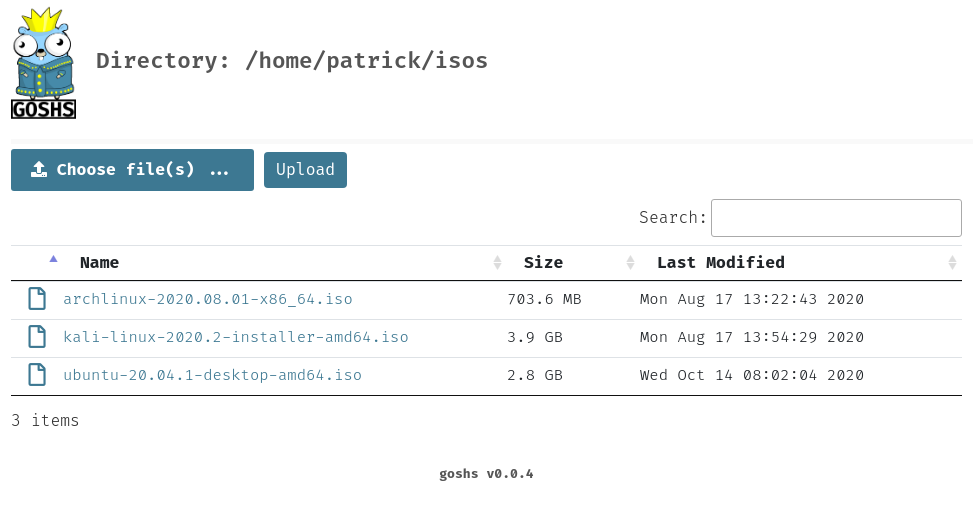 GOSHS
Directory: /home/patrick/isos
Choose file(s) ...
Upload
Search:
Name Size Last Modified
archlinux-2020.08.01-x86_64.iso 703.6 MB Mon Aug 17 13:22:43 2020
kali-linux-2020.2-installer-amd64.iso 3.9 GB Mon Aug 17 13:54:29 2020
ubuntu-20.04.1-desktop-amd64.iso 2.8 GB Wed Oct 14 08:02:04 2020
3 items
goshs v0.0.4